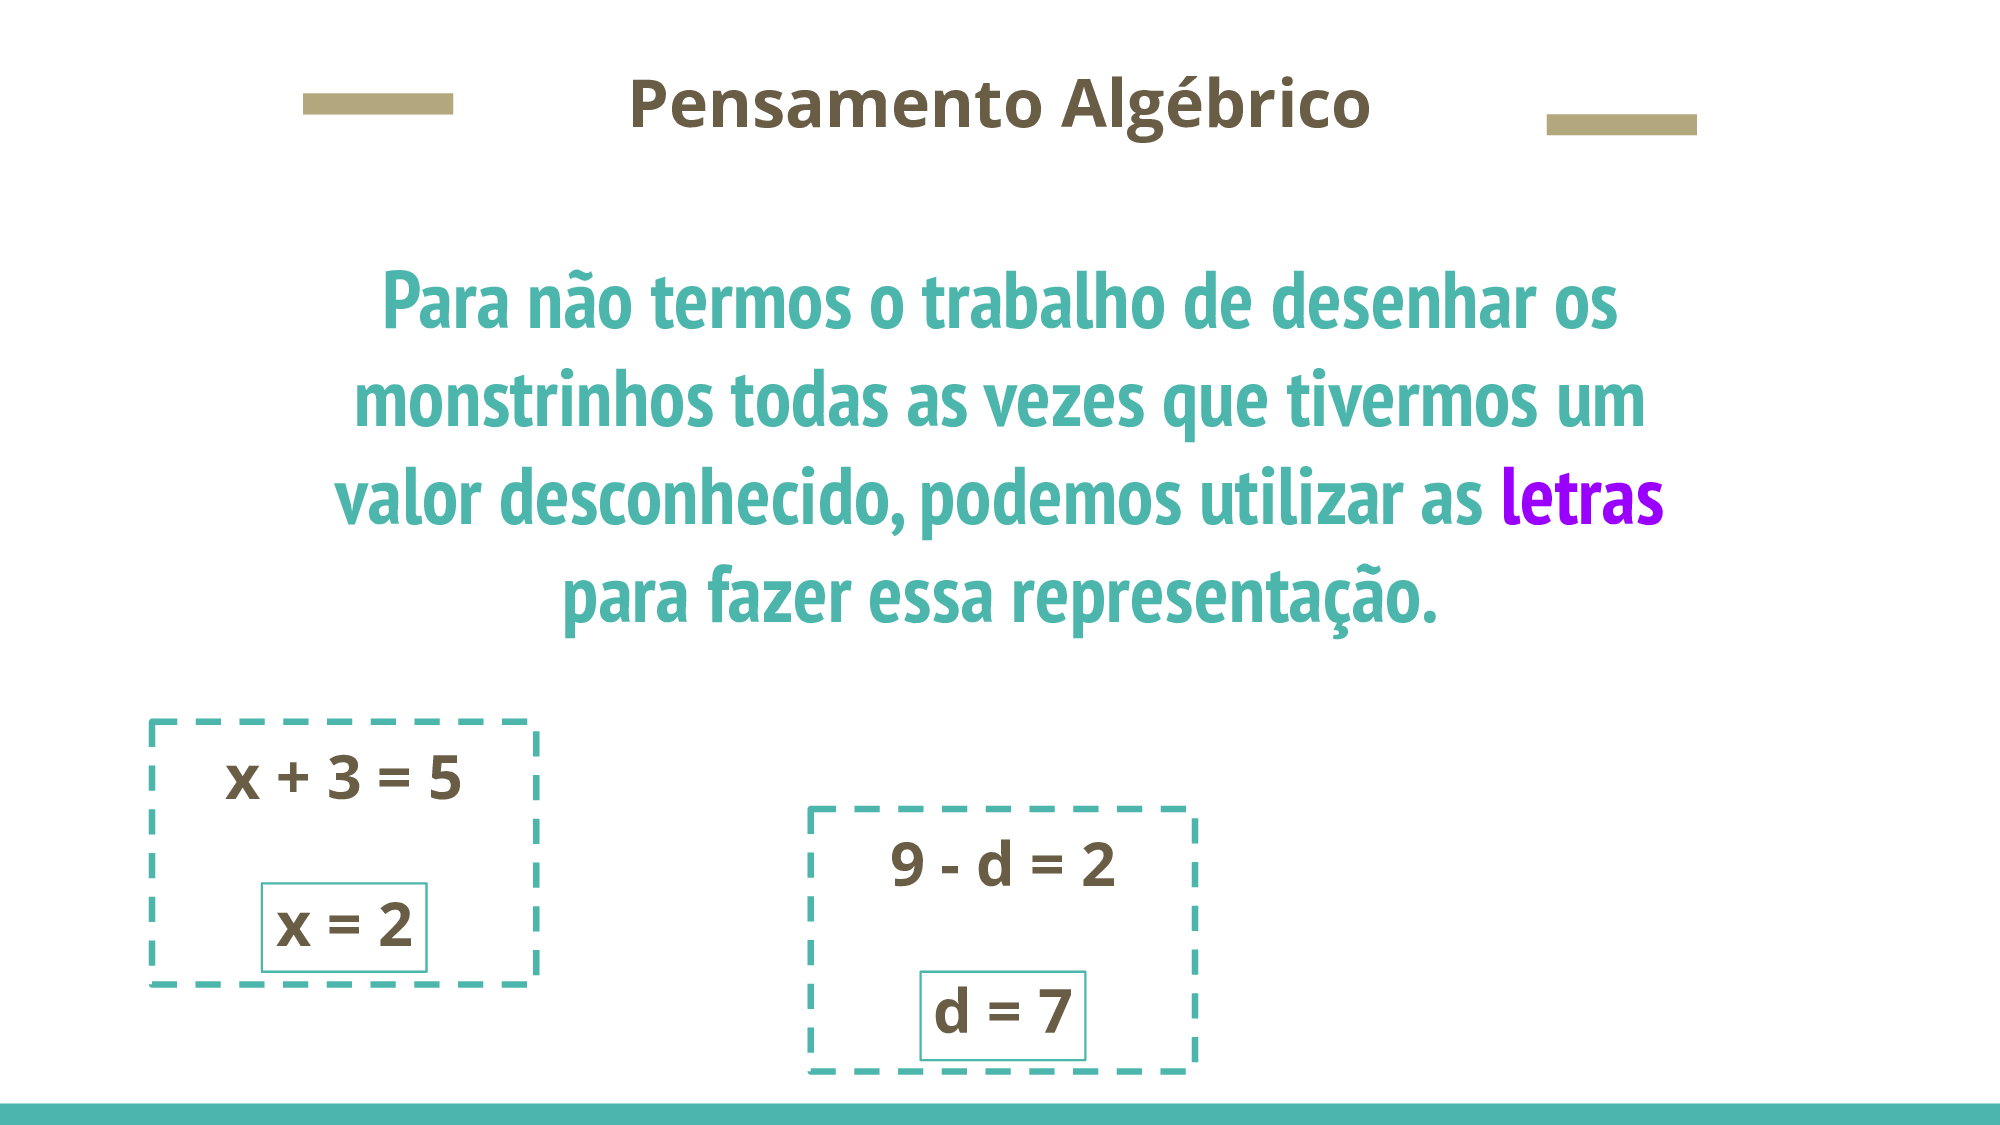 Pensamento Algébrico
Para não termos o trabalho de desenhar os
monstrinhos todas as vezes que tivermos um
valor desconhecido, podemos utilizar as letras
para fazer essa representação.
x + 3 = 5
x = 2
9 - d = 2
d = 7